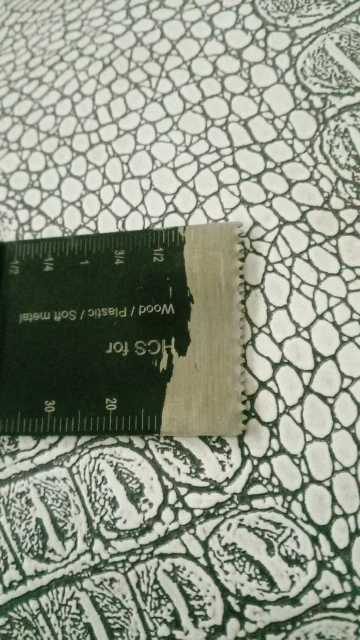 20 30
HCS for
Wood / Plastic / Soft metal
1/2 3/4 1 1/4 1/2